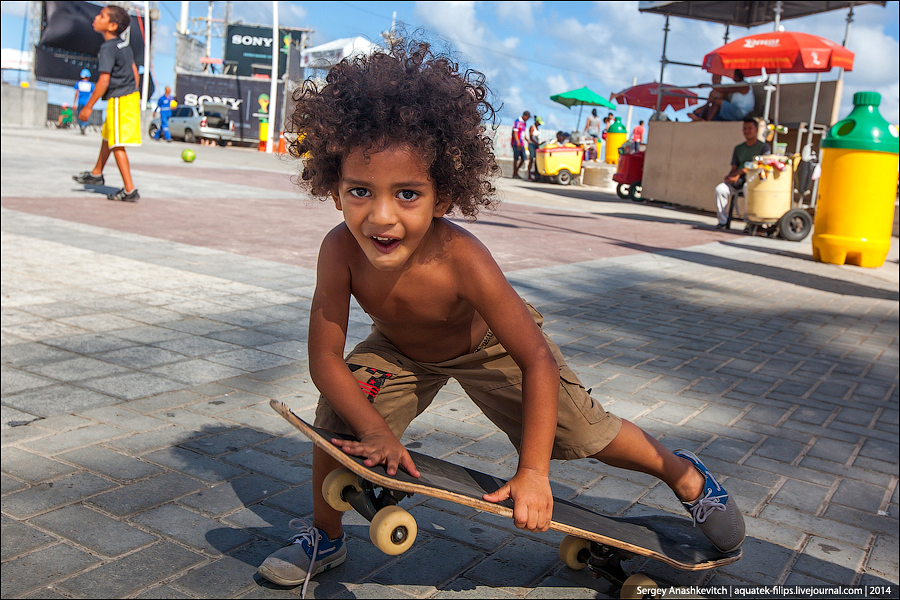 SONY
SONY
Sergey Anashkevitch | aquatek-filips.livejournal.com | 2014